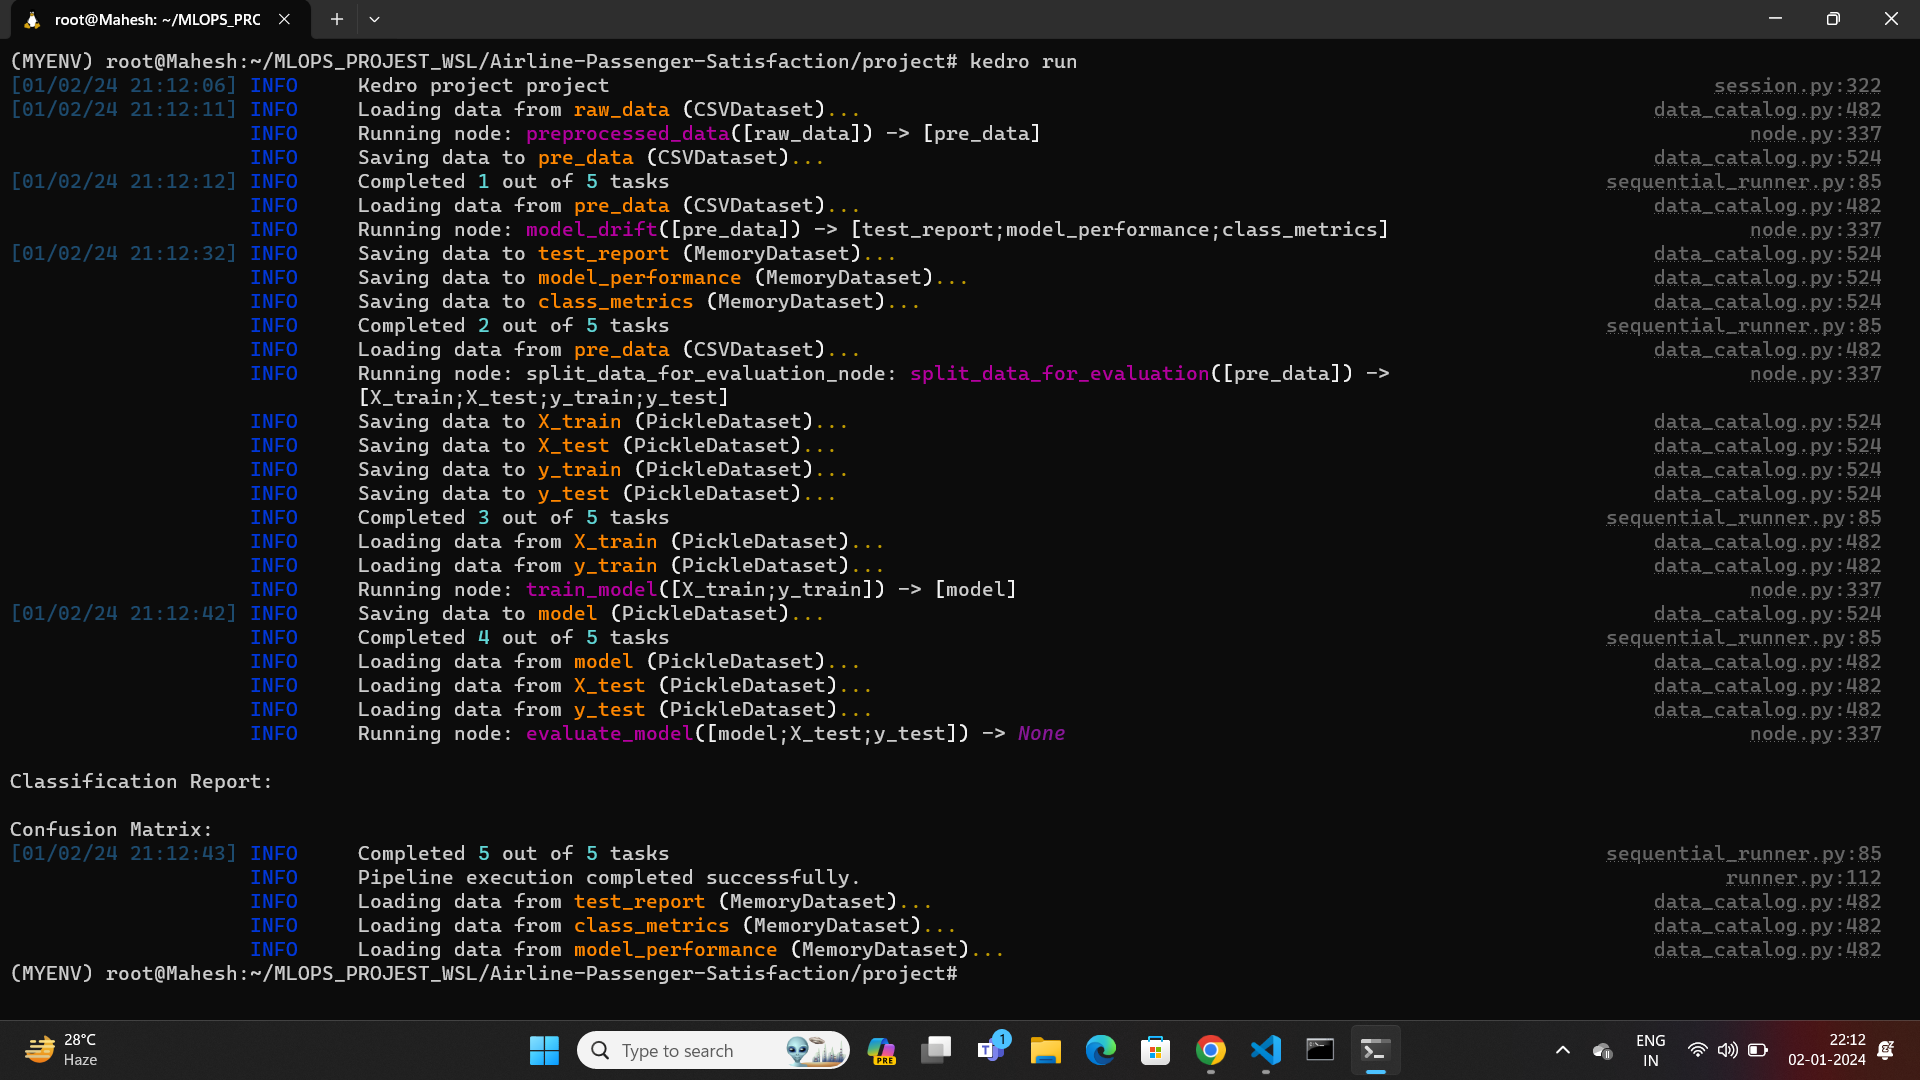 root@Mahesh: ~/MLOPS_PRC
(MYENV) root@Mahesh:~/MLOPS_PROJEST_WSL/Airline-Passenger-Satisfaction/project# kedro run
[01/02/24 21:12:06] INFO Kedro project project session.py:322
[01/02/24 21:12:11] INFO Loading data from raw_data (CSVDataset)... data_catalog.py:482
INFO Running node: preprocessed_data([raw_data]) -> [pre_data] node.py:337
INFO Saving data to pre_data (CSVDataset)... data_catalog.py:524
[01/02/24 21:12:12] INFO Completed 1 out of 5 tasks sequential_runner.py:85
INFO Loading data from pre_data (CSVDataset)... data_catalog.py:482
INFO Running node: model_drift([pre_data]) -> [test_report;model_performance;class_metrics] node.py:337
[01/02/24 21:12:32] INFO Saving data to test_report (MemoryDataset)... data_catalog.py:524
INFO Saving data to model_performance (MemoryDataset)... data_catalog.py:524
INFO Saving data to class_metrics (MemoryDataset)... data_catalog.py:524
INFO Completed 2 out of 5 tasks sequential_runner.py:85
INFO Loading data from pre_data (CSVDataset)... data_catalog.py:482
INFO Running node: split_data_for_evaluation_node: split_data_for_evaluation([pre_data]) -> node.py:337
[X_train;X_test;y_train;y_test]
INFO Saving data to X_train (PickleDataset)... data_catalog.py:524
INFO Saving data to X_test (PickleDataset)... data_catalog.py:524
INFO Saving data to y_train (PickleDataset)... data_catalog.py:524
INFO Saving data to y_test (PickleDataset)... data_catalog.py:524
INFO Completed 3 out of 5 tasks sequential_runner.py:85
INFO Loading data from X_train (PickleDataset)... data_catalog.py:482
INFO Loading data from y_train (PickleDataset)... data_catalog.py:482
INFO Running node: train_model([X_train;y_train]) -> [model] node.py:337
[01/02/24 21:12:42] INFO Saving data to model (PickleDataset)... data_catalog.py:524
INFO Completed 4 out of 5 tasks sequential_runner.py:85
INFO Loading data from model (PickleDataset)... data_catalog.py:482
INFO Loading data from X_test (PickleDataset)... data_catalog.py:482
INFO Loading data from y_test (PickleDataset)... data_catalog.py:482
INFO Running node: evaluate_model([model;X_test;y_test]) -> None node.py:337
Classification Report:
Confusion Matrix:
[01/02/24 21:12:43] INFO Completed 5 out of 5 tasks sequential_runner.py:85
INFO Pipeline execution completed successfully. runner.py:112
INFO Loading data from test_report (MemoryDataset)... data_catalog.py:482
INFO Loading data from class_metrics (MemoryDataset)... data_catalog.py:482
INFO Loading data from model_performance (MemoryDataset)... data_catalog.py:482
(MYENV) root@Mahesh:~/MLOPS_PROJEST_WSL/Airline-Passenger-Satisfaction/project#
28°C
Haze
Type to search
PRE
T
1
ENG
IN
22:12
02-01-2024